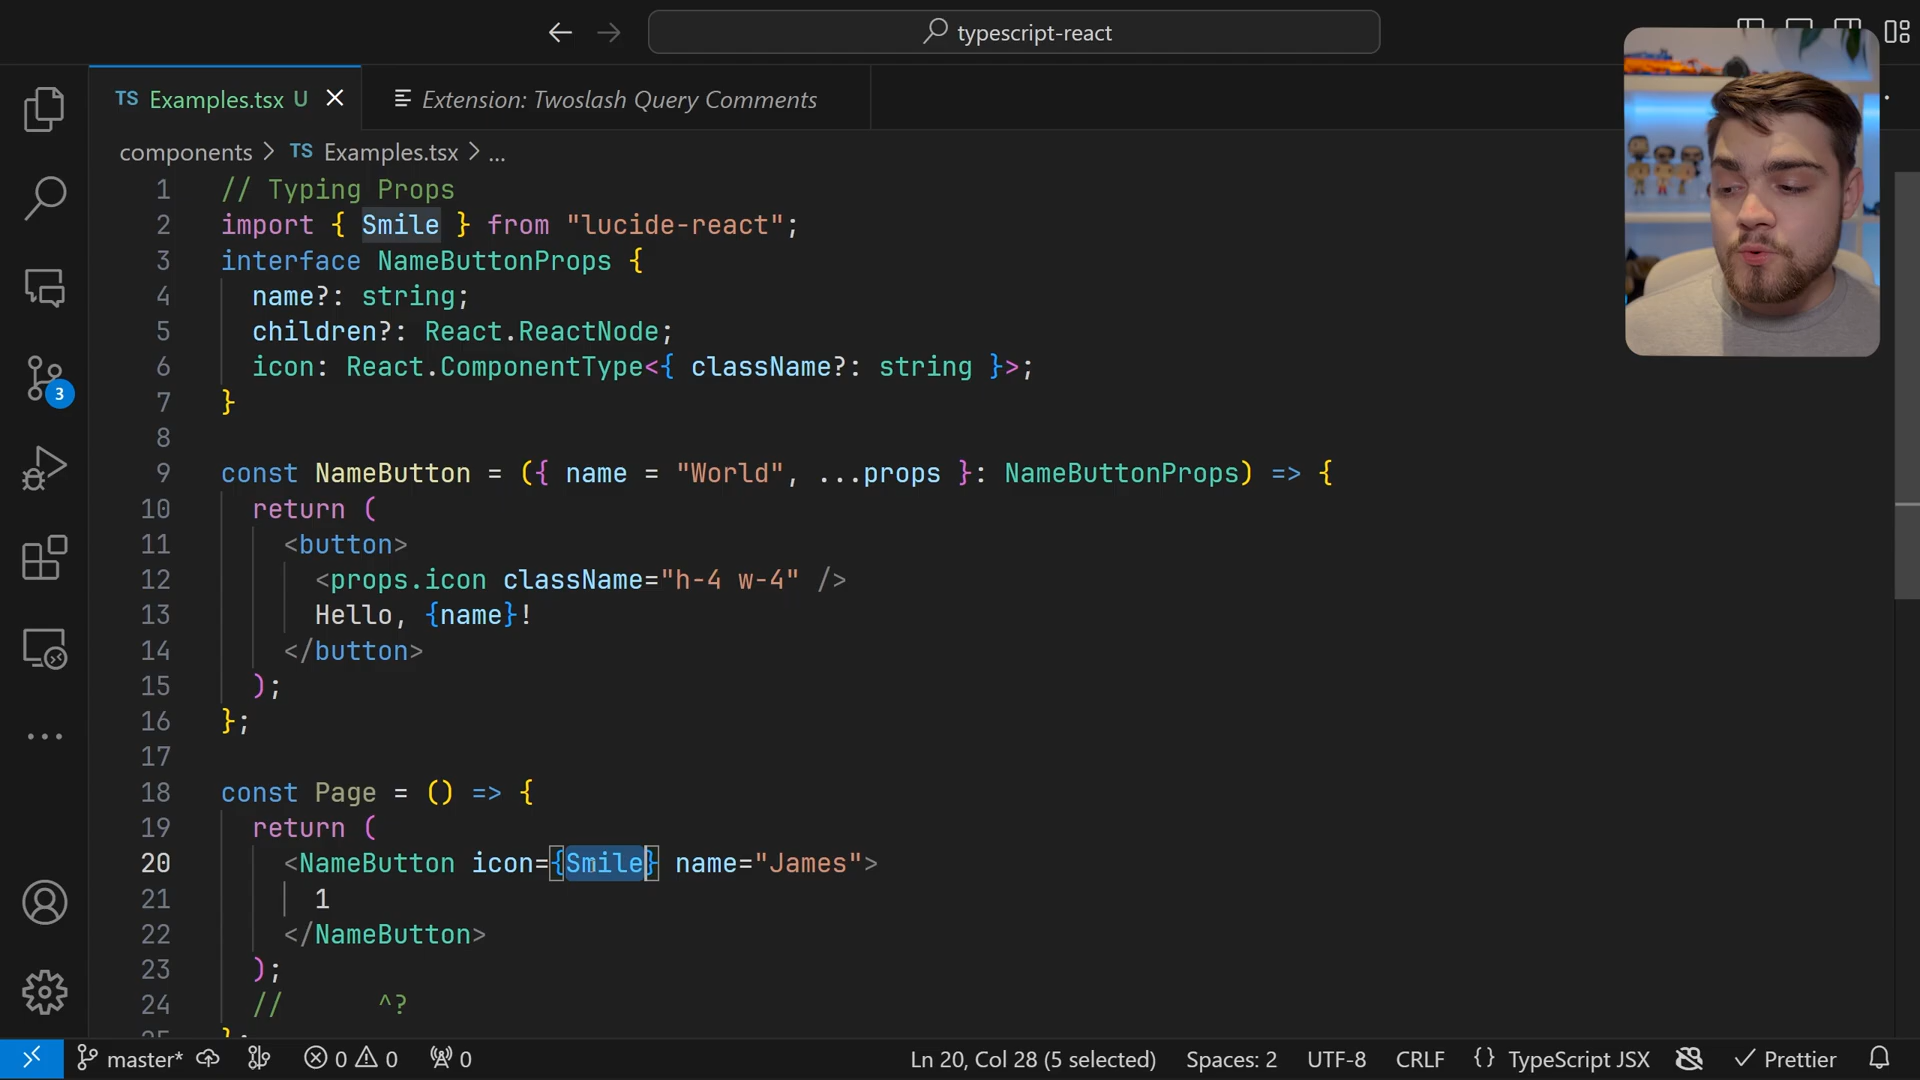 typescript-react
TS Examples.tsx U
Extension: Twoslash Query Comments
components > TS Examples.tsx > ...
1 // Typing Props
2 import { Smile } from "lucide-react";
3 interface NameButtonProps {
4 name?: string;
5 children?: React.ReactNode;
6 icon: React.ComponentType<{ className?: string }>;
7 }
8
9 const NameButton = ({ name = "World", ...props }: NameButtonProps) => {
10 return (
11 <button>
12 <props.icon className="h-4 w-4" />
13 Hello, {name}!
14 </button>
15 );
16 };
17
18 const Page = () => {
19 return (
20 <NameButton icon={Smile} name="James">
21 1
22 </NameButton>
23 );
24 // ^?
25 };
3
master* 0 0 0 Ln 20, Col 28 (5 selected) Spaces: 2 UTF-8 CRLF {} TypeScript JSX Prettier